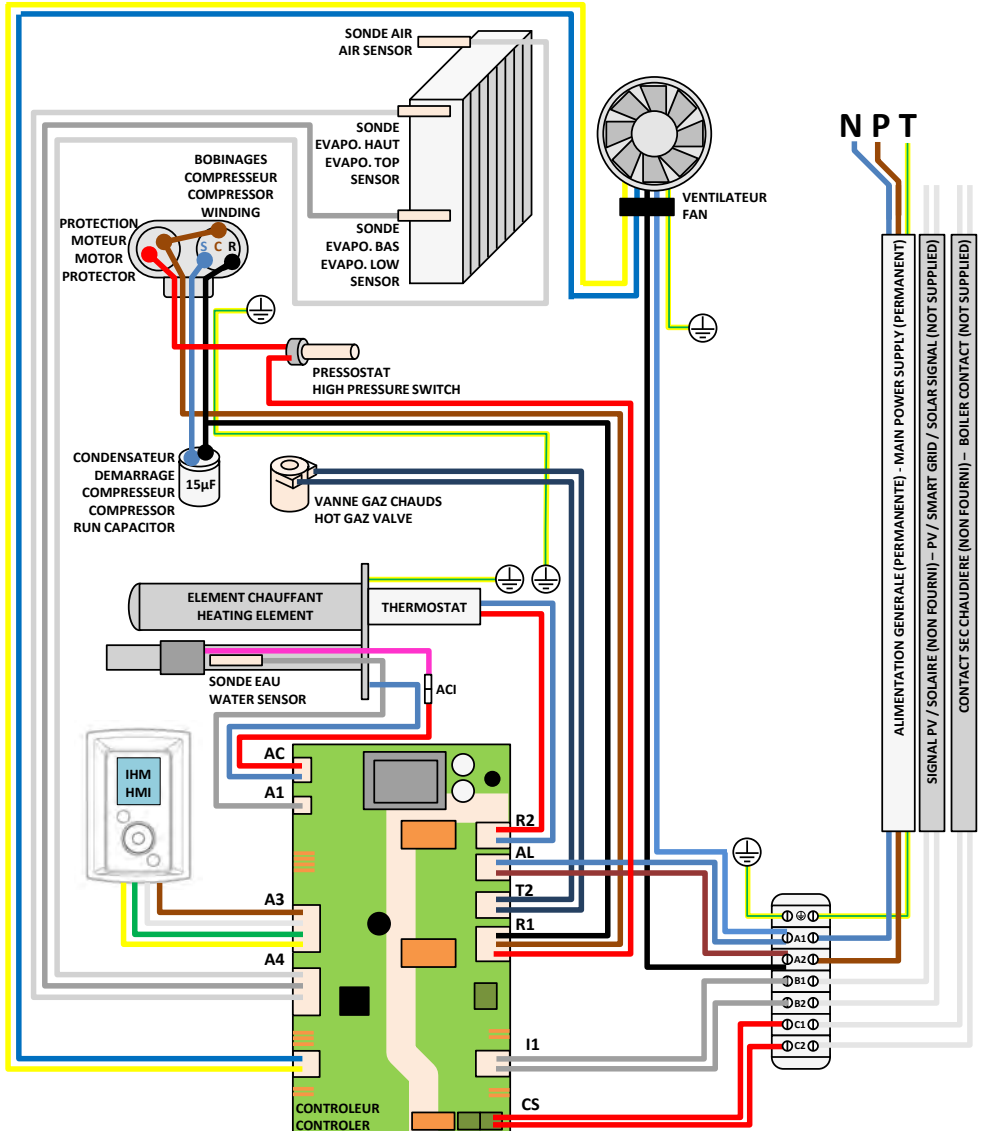 SONDE AIR
AIR SENSOR
SONDE
EVAPO. HAUT
EVAPO. TOP
SENSOR
SONDE
EVAPO. BAS
EVAPO. LOW
SENSOR
BOBINAGES
COMPRESSEUR
COMPRESSOR
WINDING
PROTECTION
MOTEUR
MOTOR
PROTECTOR
S C R
VENTILATEUR
FAN
N P T
PRESSOSTAT
HIGH PRESSURE SWITCH
CONDENSATEUR
DEMARRAGE
COMPRESSEUR
COMPRESSOR
RUN CAPACITOR
15µF
VANNE GAZ CHAUDS
HOT GAZ VALVE
ELEMENT CHAUFFANT
HEATING ELEMENT
THERMOSTAT
SONDE EAU
WATER SENSOR
ACI
IHM
HMI
AC
A1
A3
A4
R2
AL
T2
R1
I1
CS
CONTROLEUR
CONTROLER
A1
A2
B1
B2
C1
C2
ALIMENTATION GENERALE (PERMANENTE) - MAIN POWER SUPPLY (PERMANENT)
SIGNAL PV / SOLAIRE (NON FOURNI) – PV / SMART GRID / SOLAR SIGNAL (NOT SUPPLIED)
CONTACT SEC CHAUDIERE (NON FOURNI) – BOILER CONTACT (NOT SUPPLIED)